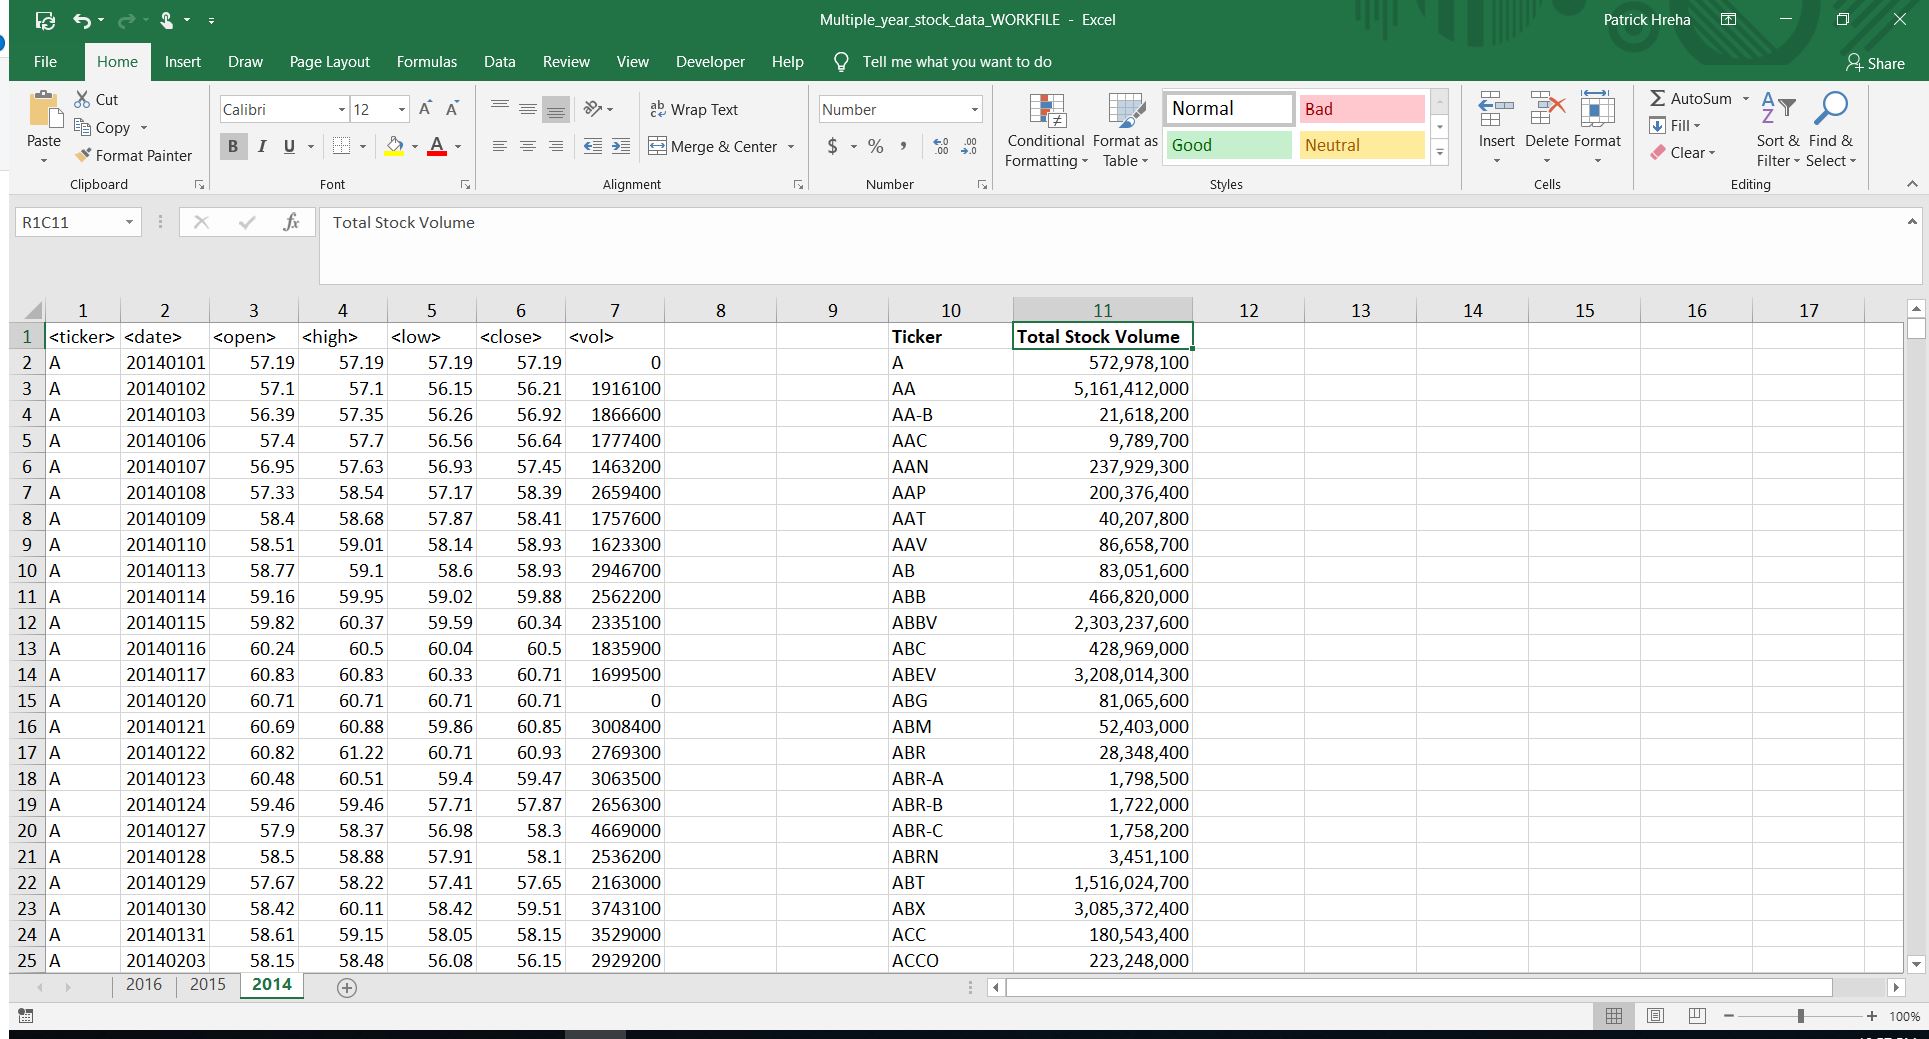 Multiple_year_stock_data_WORKFILE - Excel
Patrick Hreha
File Home Insert Draw Page Layout Formulas Data Review View Developer Help Tell me what you want to do Share
Paste
Cut
Copy
Format Painter
Clipboard
Calibri 12
B I U
Font
Wrap Text
Merge & Center
Alignment
Number
$ % ,
Number
Conditional Formatting
Format as Table
Normal Bad
Good Neutral
Styles
Insert Delete Format
Cells
AutoSum
Fill
Clear
Sort & Filter
Find & Select
Editing
R1C11 fx Total Stock Volume
1 2 3 4 5 6 7 8 9 10 11 12 13 14 15 16 17
1 <ticker> <date> <open> <high> <low> <close> <vol> Ticker Total Stock Volume
2 A 20140101 57.19 57.19 57.19 57.19 0 A 572,978,100
3 A 20140102 57.1 57.1 56.15 56.21 1916100 AA 5,161,412,000
4 A 20140103 56.39 57.35 56.26 56.92 1866600 AA-B 21,618,200
5 A 20140106 57.4 57.7 56.56 56.64 1777400 AAC 9,789,700
6 A 20140107 56.95 57.63 56.93 57.45 1463200 AAN 237,929,300
7 A 20140108 57.33 58.54 57.17 58.39 2659400 AAP 200,376,400
8 A 20140109 58.4 58.68 57.87 58.41 1757600 AAT 40,207,800
9 A 20140110 58.51 59.01 58.14 58.93 1623300 AAV 86,658,700
10 A 20140113 58.77 59.1 58.6 58.93 2946700 AB 83,051,600
11 A 20140114 59.16 59.95 59.02 59.88 2562200 ABB 466,820,000
12 A 20140115 59.82 60.37 59.59 60.34 2335100 ABBV 2,303,237,600
13 A 20140116 60.24 60.5 60.04 60.5 1835900 ABC 428,969,000
14 A 20140117 60.83 60.83 60.33 60.71 1699500 ABEV 3,208,014,300
15 A 20140120 60.71 60.71 60.71 60.71 0 ABG 81,065,600
16 A 20140121 60.69 60.88 59.86 60.85 3008400 ABM 52,403,000
17 A 20140122 60.82 61.22 60.71 60.93 2769300 ABR 28,348,400
18 A 20140123 60.48 60.51 59.4 59.47 3063500 ABR-A 1,798,500
19 A 20140124 59.46 59.46 57.71 57.87 2656300 ABR-B 1,722,000
20 A 20140127 57.9 58.37 56.98 58.3 4669000 ABR-C 1,758,200
21 A 20140128 58.5 58.88 57.91 58.1 2536200 ABRN 3,451,100
22 A 20140129 57.67 58.22 57.41 57.65 2163000 ABT 1,516,024,700
23 A 20140130 58.42 60.11 58.42 59.51 3743100 ABX 3,085,372,400
24 A 20140131 58.61 59.15 58.05 58.15 3529000 ACC 180,543,400
25 A 20140203 58.15 58.48 56.08 56.15 2929200 ACCO 223,248,000
2016 2015 2014
100%